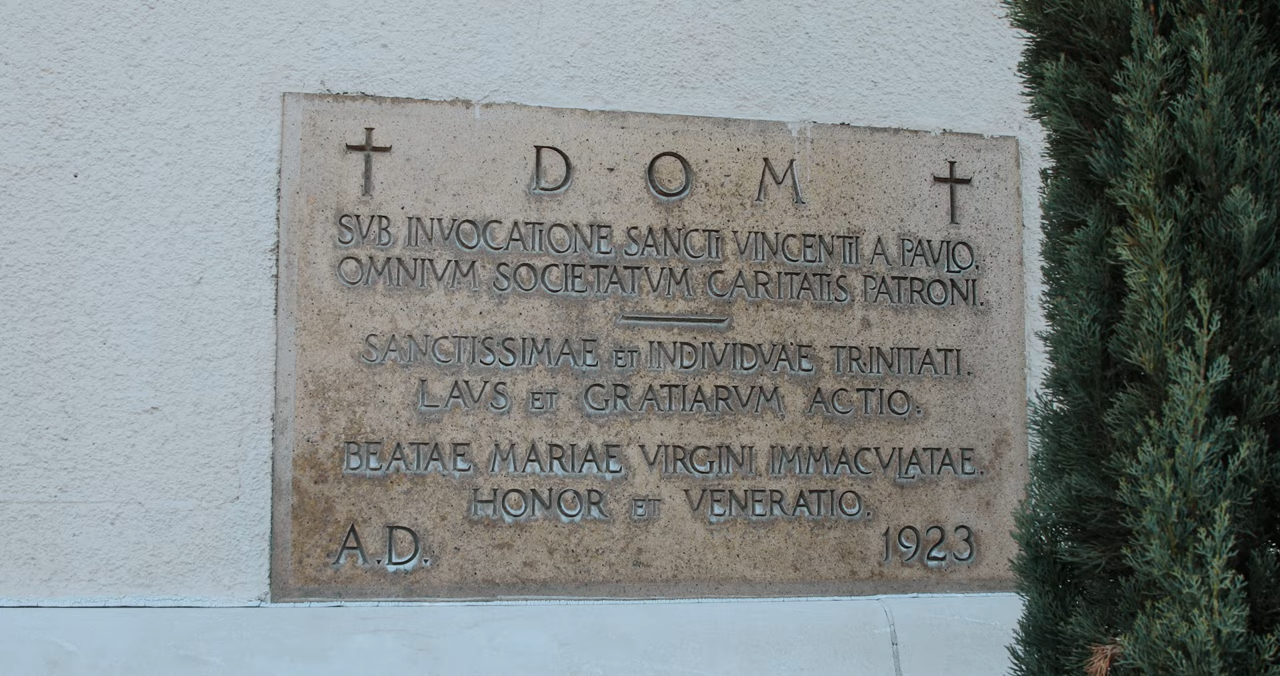 † D O M †
SVB INVOCATIONE SANCTI VINCENTII A PAVLO.
OMNIVM SOCIETATVM CARITATIS PATRONI.
SANCTISSIMAE ET INDIVIDVAE TRINITATI.
LAVS ET GRATIARVM ACTIO.
BEATAE MARIAE VIRGINI IMMACVLATAE.
HONOR ET VENERATIO.
A.D. 1923